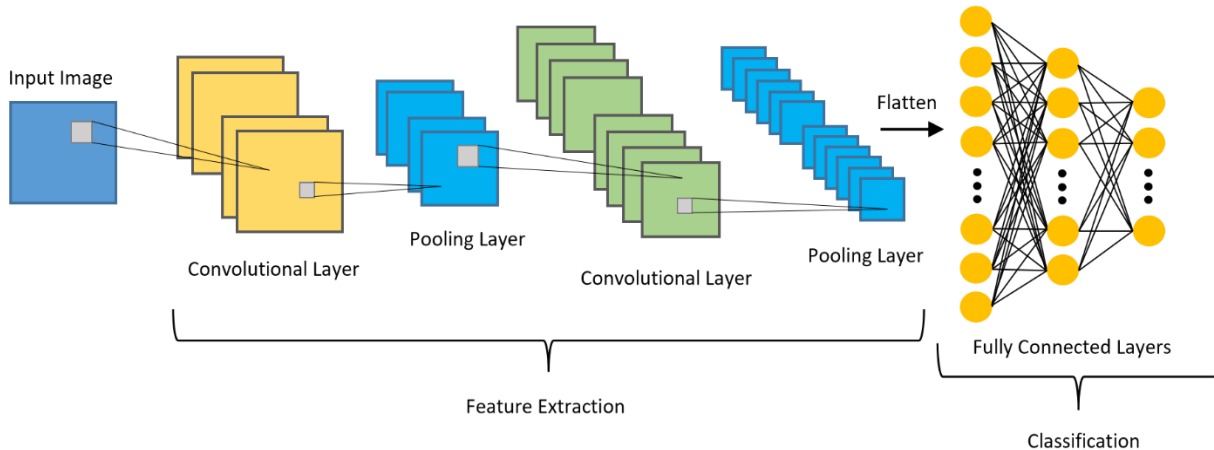 Input Image
Convolutional Layer
Pooling Layer
Convolutional Layer
Pooling Layer
Flatten
Fully Connected Layers
Feature Extraction
Classification